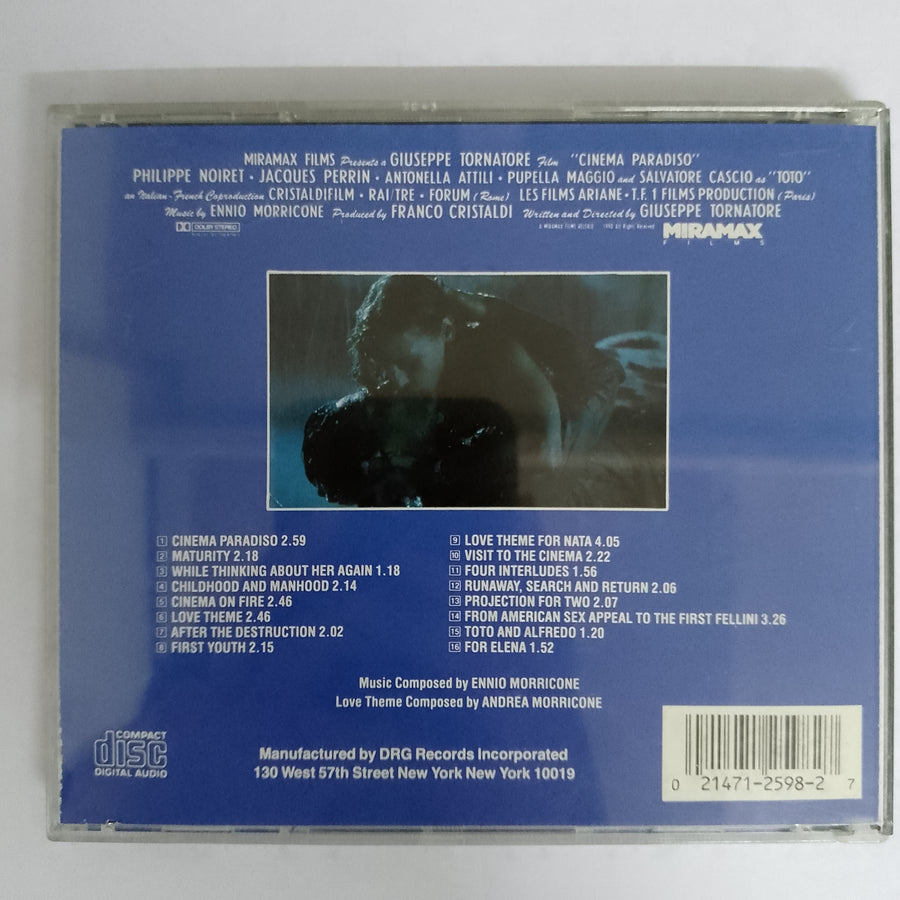 MIRAMAX FILMS Presents a GIUSEPPE TORNATORE Film "CINEMA PARADISO"
PHILIPPE NOIRET · JACQUES PERRIN · ANTONELLA ATTILI · PUPELLA MAGGIO and SALVATORE CASCIO as "TOTO"
an Italian-French Coproduction CRISTALDIFILM · RAI/TRE · FORUM (Rome) LES FILMS ARIANE · T.F. 1 FILMS PRODUCTION (Paris)
Music by ENNIO MORRICONE Produced by FRANCO CRISTALDI Written and Directed by GIUSEPPE TORNATORE
DOLBY STEREO
A MIRAMAX FILMS RELEASE 1990 All Rights Reserved
MIRAMAX
FILMS
1 CINEMA PARADISO 2.59
2 MATURITY 2.18
3 WHILE THINKING ABOUT HER AGAIN 1.18
4 CHILDHOOD AND MANHOOD 2.14
5 CINEMA ON FIRE 2.46
6 LOVE THEME 2.46
7 AFTER THE DESTRUCTION 2.02
8 FIRST YOUTH 2.15
9 LOVE THEME FOR NATA 4.05
10 VISIT TO THE CINEMA 2.22
11 FOUR INTERLUDES 1.56
12 RUNAWAY, SEARCH AND RETURN 2.06
13 PROJECTION FOR TWO 2.07
14 FROM AMERICAN SEX APPEAL TO THE FIRST FELLINI 3.26
15 TOTO AND ALFREDO 1.20
16 FOR ELENA 1.52
Music Composed by ENNIO MORRICONE
Love Theme Composed by ANDREA MORRICONE
COMPACT
disc
DIGITAL AUDIO
Manufactured by DRG Records Incorporated
130 West 57th Street New York New York 10019
0 21471-2598-2 7